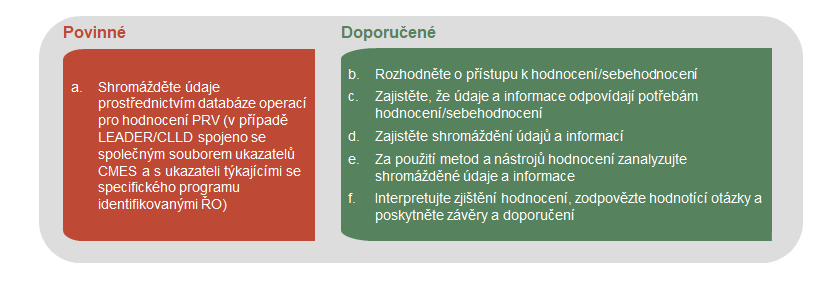 Povinné
a. Shromážděte údaje
prostřednictvím databáze operací
pro hodnocení PRV (v případě
LEADER/CLLD spojeno se
společným souborem ukazatelů
CMES a s ukazateli týkajícími se
specifického programu
identifikovanými ŘO)
Doporučené
b. Rozhodněte o přístupu k hodnocení/sebehodnocení
c. Zajistěte, že údaje a informace odpovídají potřebám
hodnocení/sebehodnocení
d. Zajistěte shromáždění údajů a informací
e. Za použití metod a nástrojů hodnocení zanalyzujte
shromážděné údaje a informace
f. Interpretujte zjištění hodnocení, zodpovězte hodnotící otázky a
poskytněte závěry a doporučení